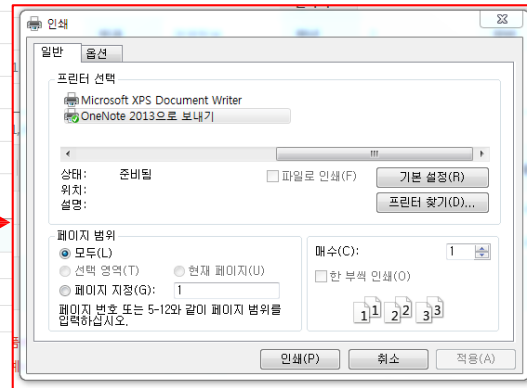 인쇄
일반
옵션
프린터 선택
Microsoft XPS Document Writer
OneNote 2013으로 보내기
상태: 준비됨
파일로 인쇄(F)
기본 설정(R)
위치:
설명:
프린터 찾기(D)...
페이지 범위
모두(L)
선택 영역(T)
현재 페이지(U)
페이지 지정(G): 1
페이지 번호 또는 5-12와 같이 페이지 범위를
입력하십시오.
매수(C): 1
한 부씩 인쇄(O)
11 22 33
인쇄(P)
취소
적용(A)